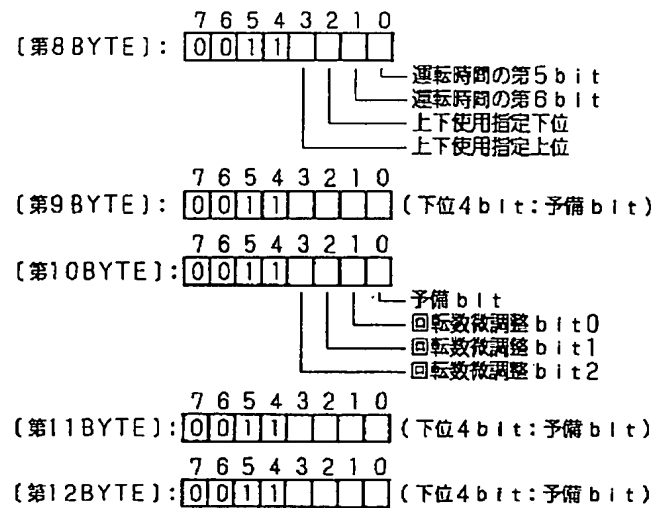 7 6 5 4 3 2 1 0
[第8BYTE]: 0 0 1 1
運転時間の第5bit
運転時間の第6bit
上下使用指定下位
上下使用指定上位
7 6 5 4 3 2 1 0
[第9BYTE]: 0 0 1 1 (下位4bit:予備bit)
7 6 5 4 3 2 1 0
[第10BYTE]: 0 0 1 1
予備bit
回転数微調整bit0
回転数微調整bit1
回転数微調整bit2
7 6 5 4 3 2 1 0
[第11BYTE]: 0 0 1 1 (下位4bit:予備bit)
7 6 5 4 3 2 1 0
[第12BYTE]: 0 0 1 1 (下位4bit:予備bit)